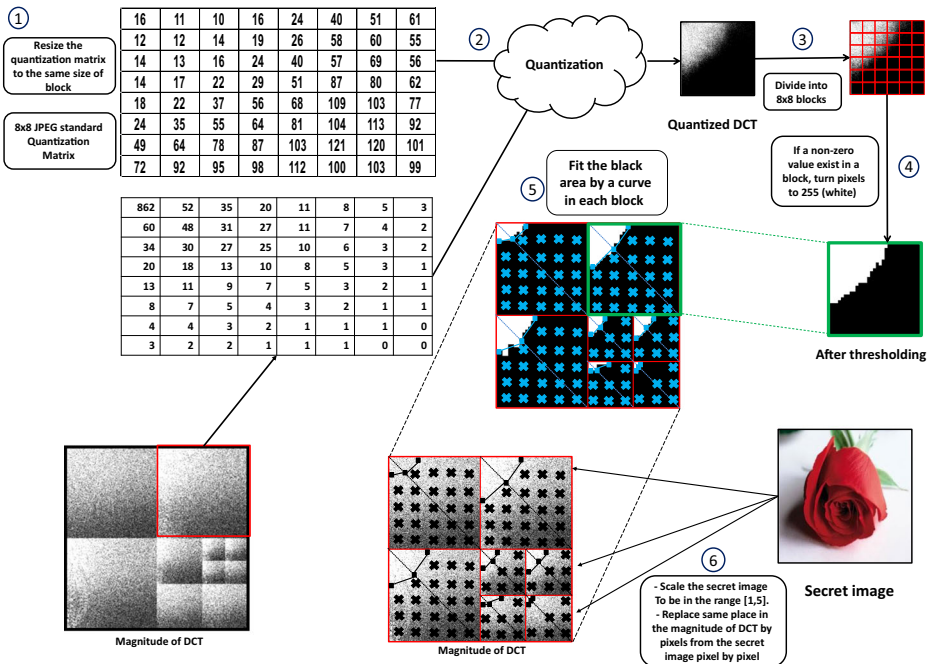 1
Resize the
quantization matrix
to the same size of
block
8x8 JPEG standard
Quantization
Matrix
16 11 10 16 24 40 51 61
12 12 14 19 26 58 60 55
14 13 16 24 40 57 69 56
14 17 22 29 51 87 80 62
18 22 37 56 68 109 103 77
24 35 55 64 81 104 113 92
49 64 78 87 103 121 120 101
72 92 95 98 112 100 103 99
862 52 35 20 11 8 5 3
60 48 31 27 11 7 4 2
34 30 27 25 10 6 3 2
20 18 13 10 8 5 3 1
13 11 9 7 5 3 2 1
8 7 5 4 3 2 1 1
4 4 3 2 1 1 1 0
3 2 2 1 1 1 0 0
Magnitude of DCT
2
Quantization
Quantized DCT
3
Divide into
8x8 blocks
4
If a non-zero
value exist in a
block, turn pixels
to 255 (white)
After thresholding
5
Fit the black
area by a curve
in each block
Magnitude of DCT
6
- Scale the secret image
To be in the range [1,5].
- Replace same place in
the magnitude of DCT by
pixels from the secret
image pixel by pixel
Secret image